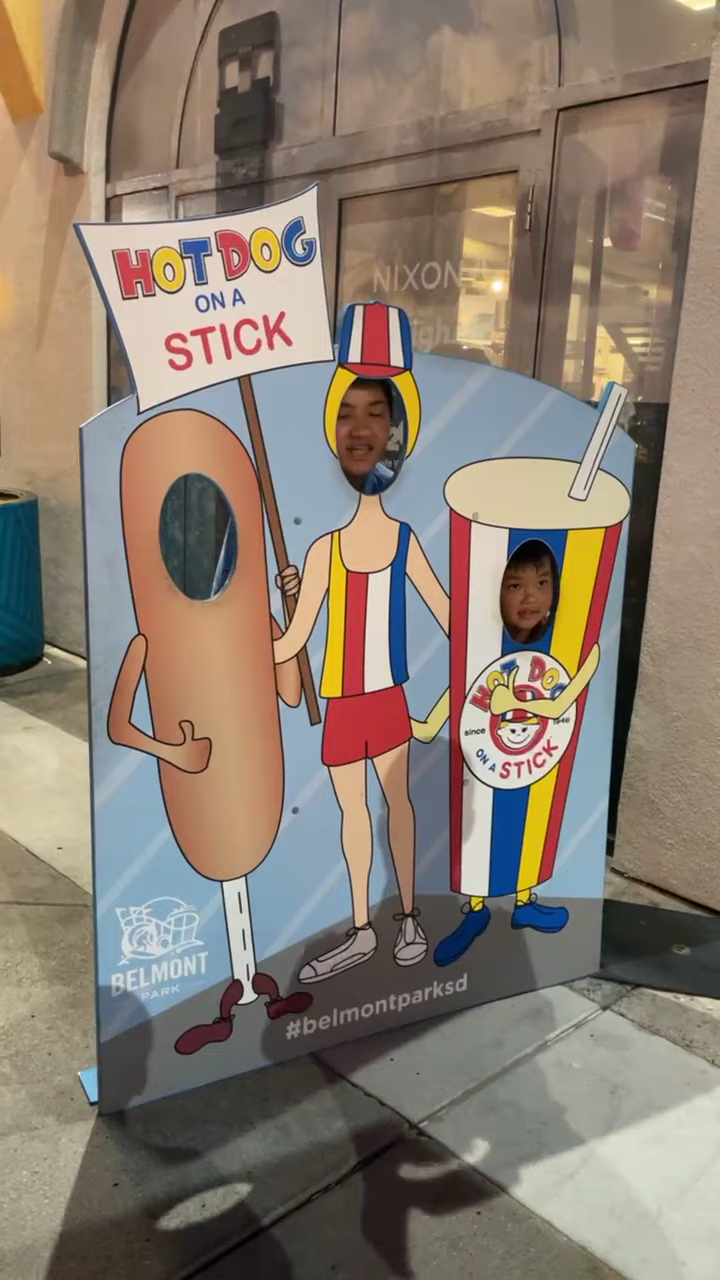 HOT DOG
ON A
STICK
NIXON
HOT DOG
since 1946
ON A STICK
BELMONT
PARK
#belmontparksd